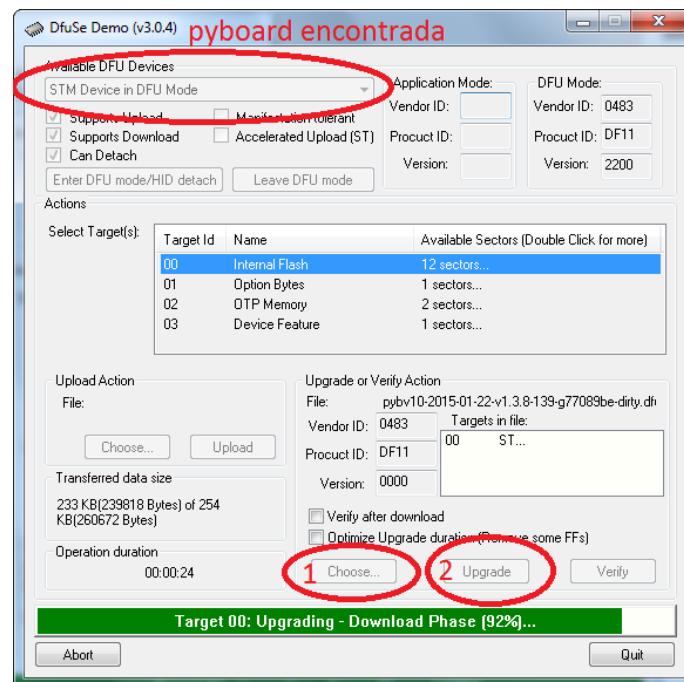 DfuSe Demo (v3.0.4)
pyboard encontrada
Available DFU Devices
STM Device in DFU Mode
Supports Upload
Manifestation tolerant
Supports Download
Accelerated Upload (ST)
Can Detach
Enter DFU mode/HID detach
Leave DFU mode
Application Mode:
Vendor ID:
Procuct ID:
Version:
DFU Mode:
Vendor ID: 0483
Procuct ID: DF11
Version: 2200
Actions
Select Target(s):
Target Id Name Available Sectors (Double Click for more)
00 Internal Flash 12 sectors...
01 Option Bytes 1 sectors...
02 OTP Memory 2 sectors...
03 Device Feature 1 sectors...
Upload Action
File:
Choose...
Upload
Transferred data size
233 KB(239818 Bytes) of 254
KB(260672 Bytes)
Operation duration
00:00:24
Upgrade or Verify Action
File: pybv10-2015-01-22-v1.3.8-139-g77089be-dirty.dfu
Vendor ID: 0483
Procuct ID: DF11
Version: 0000
Targets in file:
00 ST...
Verify after download
Optimize Upgrade duration (Remove some FFs)
1 Choose...
2 Upgrade
Verify
Target 00: Upgrading - Download Phase (92%)...
Abort
Quit